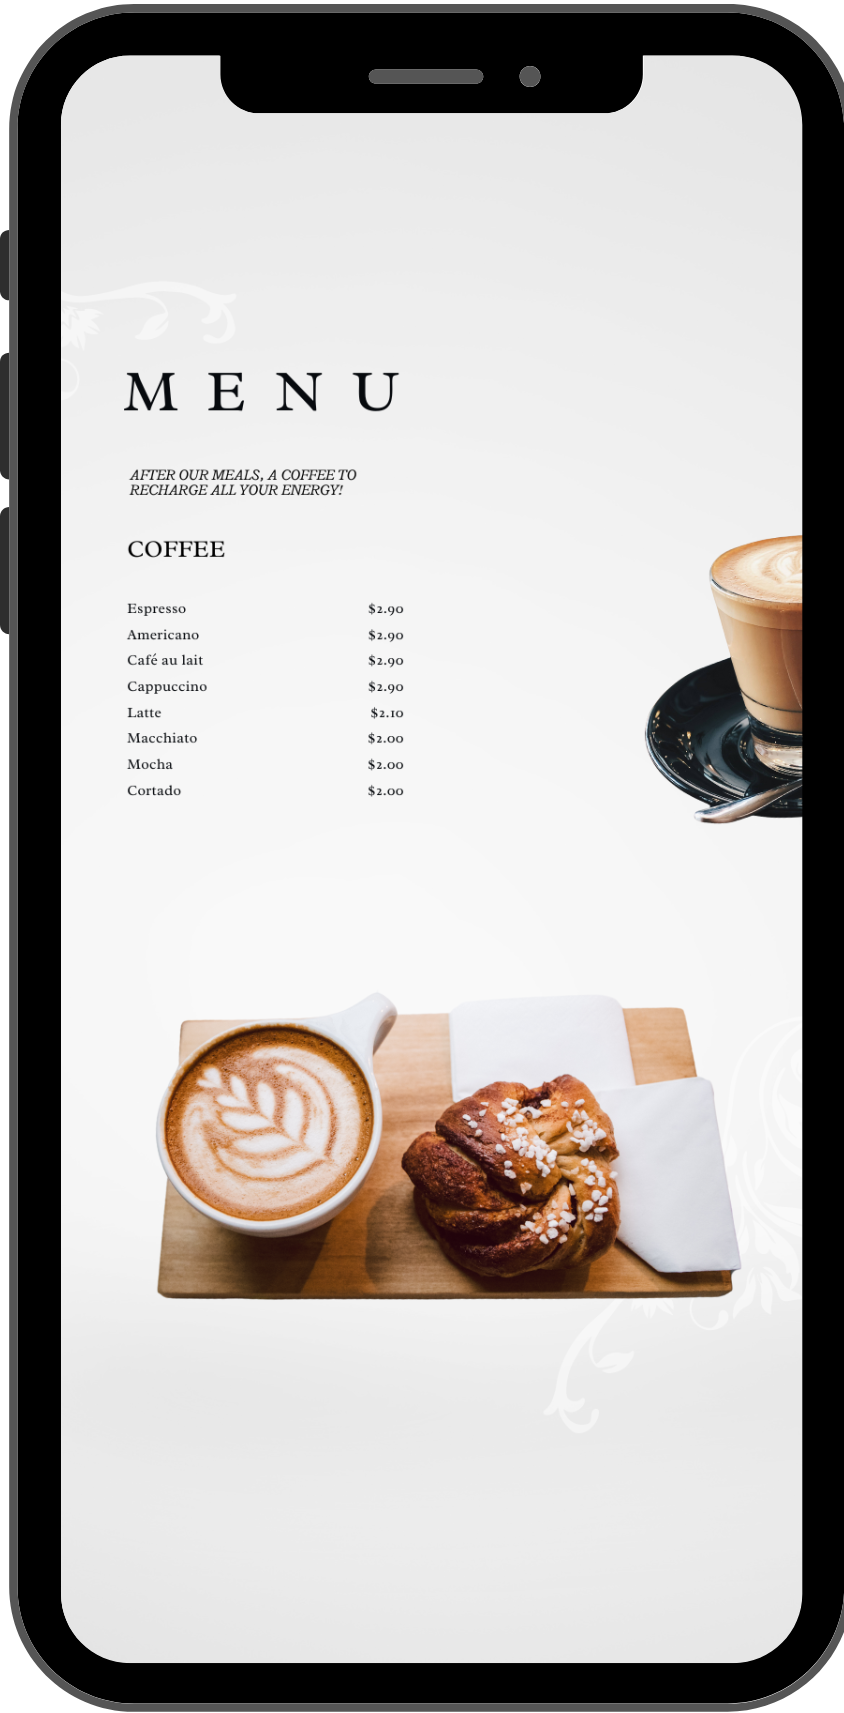 MENU
AFTER OUR MEALS, A COFFEE TO
RECHARGE ALL YOUR ENERGY!
COFFEE
Espresso $2.90
Americano $2.90
Café au lait $2.90
Cappuccino $2.90
Latte $2.10
Macchiato $2.00
Mocha $2.00
Cortado $2.00